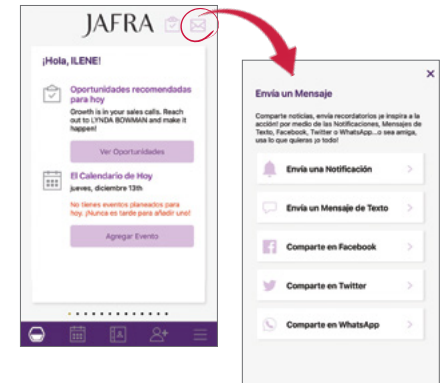 JAFRA
¡Hola, ILENE!
Oportunidades recomendadas
para hoy
Growth is in your sales calls. Reach
out to LYNDA BOWMAN and make it
happen!
Ver Oportunidades
El Calendario de Hoy
jueves, diciembre 13th
No tienes eventos planeados para
hoy. ¡Nunca es tarde para añadir uno!
Agregar Evento
Envía un Mensaje
Comparte noticias, envía recordatorios ¡e inspira a la
acción! por medio de las Notificaciones, Mensajes de
Texto, Facebook, Twitter o WhatsApp...o sea amiga,
usa lo que quieras ¡o todo!
Envía una Notificación
Envía un Mensaje de Texto
Comparte en Facebook
Comparte en Twitter
Comparte en WhatsApp